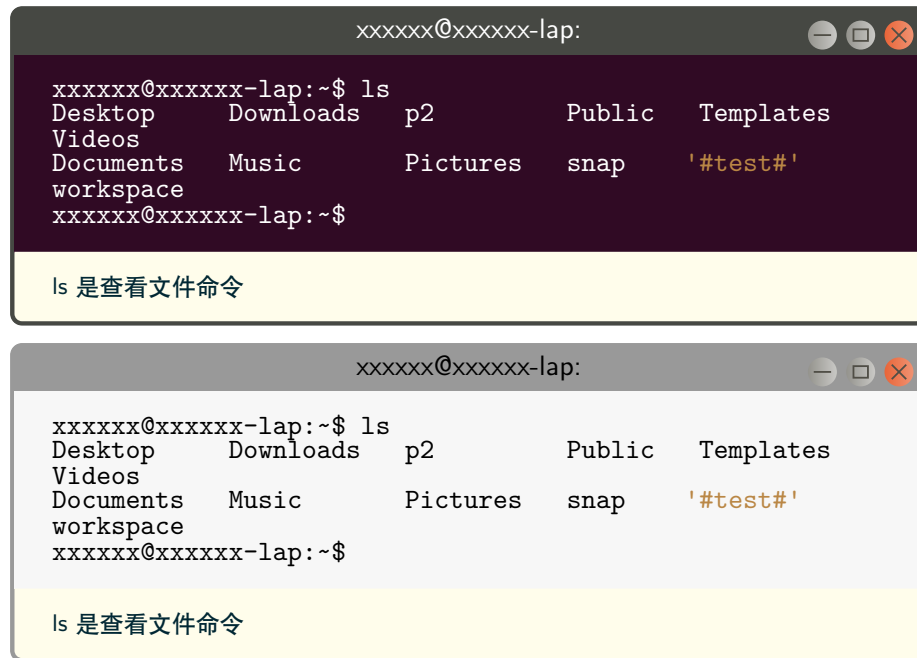 xxxxxx@xxxxxx-lap:
xxxxxx@xxxxxx-lap:~$ ls
Desktop Downloads p2 Public Templates
Videos
Documents Music Pictures snap '#test#'
workspace
xxxxxx@xxxxxx-lap:~$
ls 是查看文件命令
xxxxxx@xxxxxx-lap:
xxxxxx@xxxxxx-lap:~$ ls
Desktop Downloads p2 Public Templates
Videos
Documents Music Pictures snap '#test#'
workspace
xxxxxx@xxxxxx-lap:~$
ls 是查看文件命令